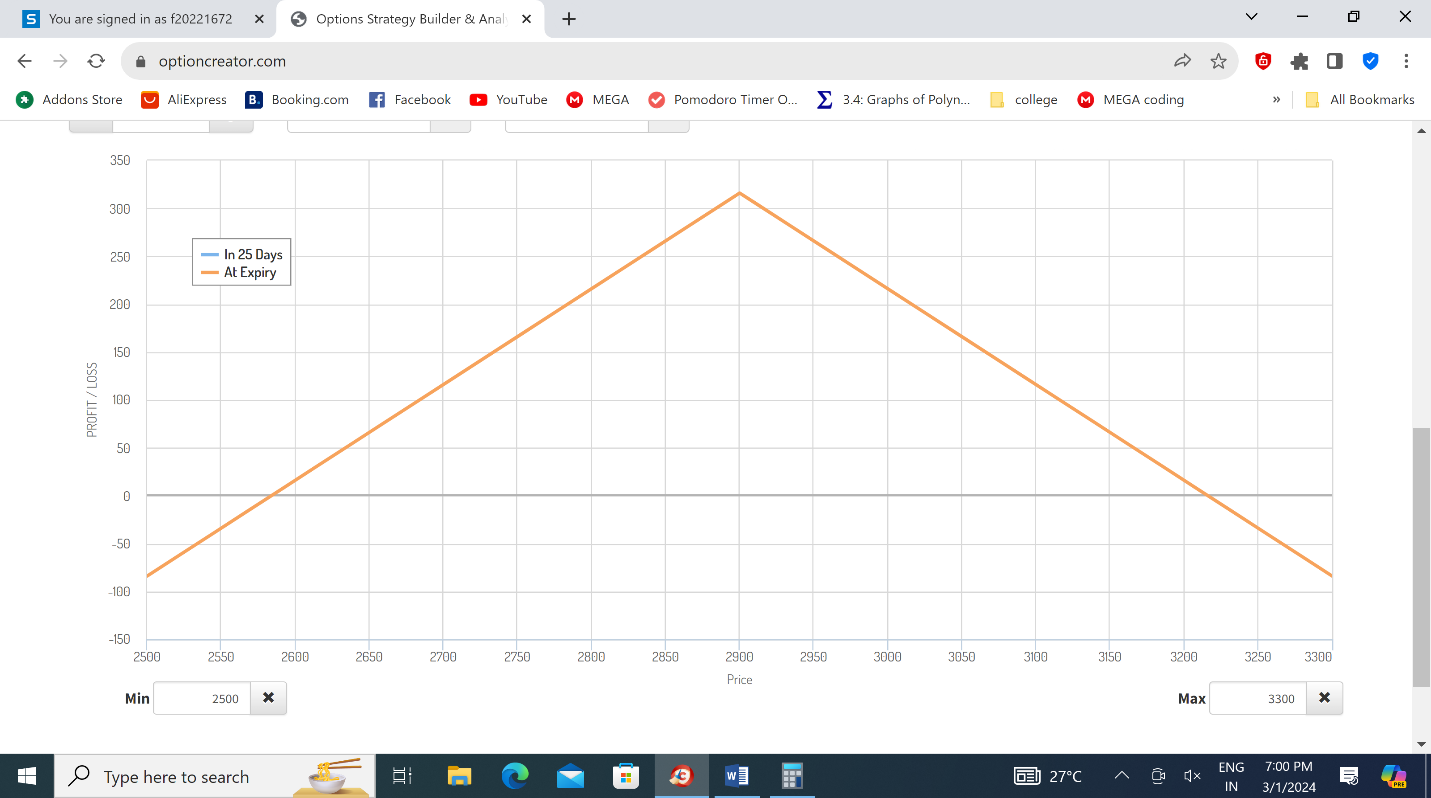 You are signed in as f20221672
Options Strategy Builder & Anal
optioncreator.com
Addons Store
AliExpress
B. Booking.com
Facebook
YouTube
M MEGA
Pomodoro Timer O...
Σ 3.4: Graphs of Polyn...
college
M MEGA coding
»
All Bookmarks
350
300
250
200
150
100
50
0
-50
-100
-150
PROFIT / LOSS
In 25 Days
At Expiry
2500 2550 2600 2650 2700 2750 2800 2850 2900 2950 3000 3050 3100 3150 3200 3250 3300
Price
Min 2500
Max 3300
Type here to search
27°C
ENG
IN
7:00 PM
3/1/2024
PRE